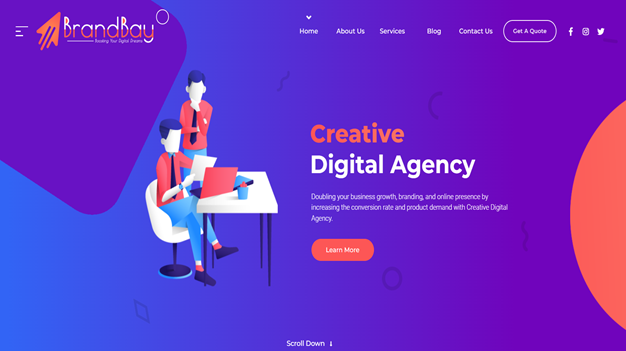 BrandBay
Boosting Your Digital Dreams
Home
About Us
Services
Blog
Contact Us
Get A Quote
Creative
Digital Agency
Doubling your business growth, branding, and online presence by
increasing the conversion rate and product demand with Creative Digital
Agency.
Learn More
Scroll Down